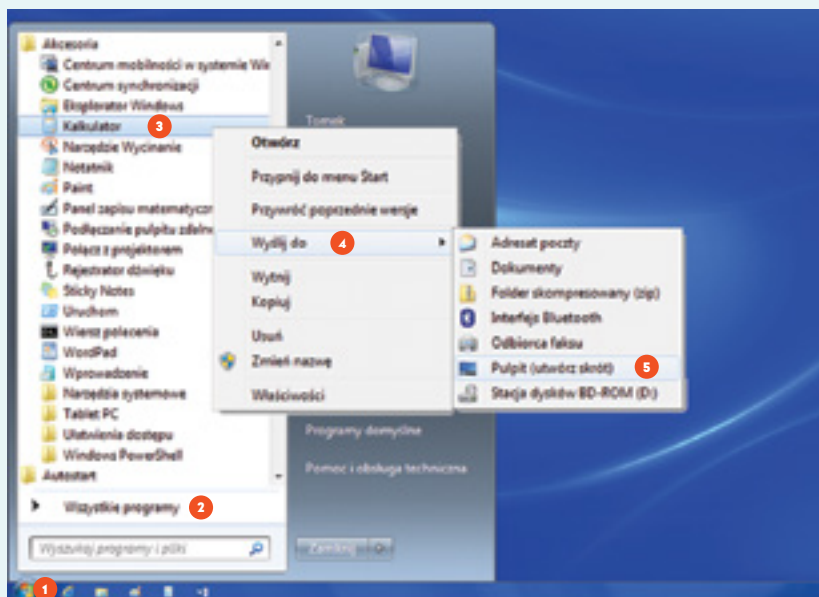 Akcesoria
Centrum mobilności w systemie Win
Centrum synchronizacji
Eksplorator Windows
Kalkulator 3
Narzędzie Wycinanie
Notatnik
Paint
Panel zapisu matematyczn
Podłączanie pulpitu zdaln
Połącz z projektorem
Rejestrator dźwięku
Sticky Notes
Uruchom
Wiersz polecenia
WordPad
Wprowadzenie
Narzędzia systemowe
Tablet PC
Ułatwienia dostępu
Windows PowerShell
Autostart
Wszystkie programy 2
Wyszukaj programy i pliki
1
Tomek
Programy domyślne
Pomoc i obsługa techniczna
Zamknij
Otwórz
Przypnij do menu Start
Przywróć poprzednie wersje
Wyślij do 4
Wytnij
Kopiuj
Usuń
Zmień nazwę
Właściwości
Adresat poczty
Dokumenty
Folder skompresowany (zip)
Interfejs Bluetooth
Odbiorca faksu
Pulpit (utwórz skrót) 5
Stacja dysków BD-ROM (D:)